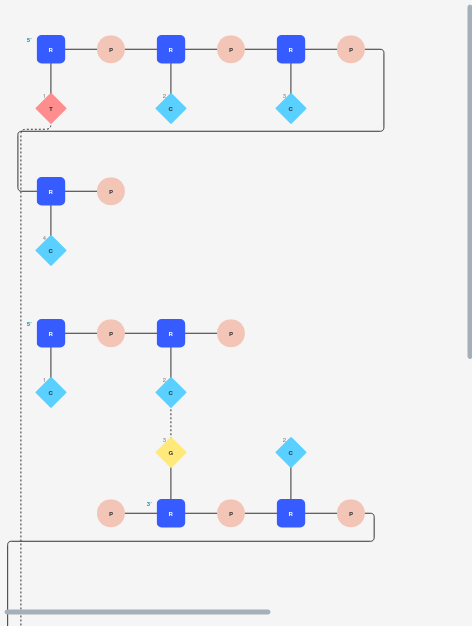 5'
R P R P R P
1 2 3
T C C
R P
4
C
5'
R P R P
1 2
C C
3 2
G C
3'
P R P R P